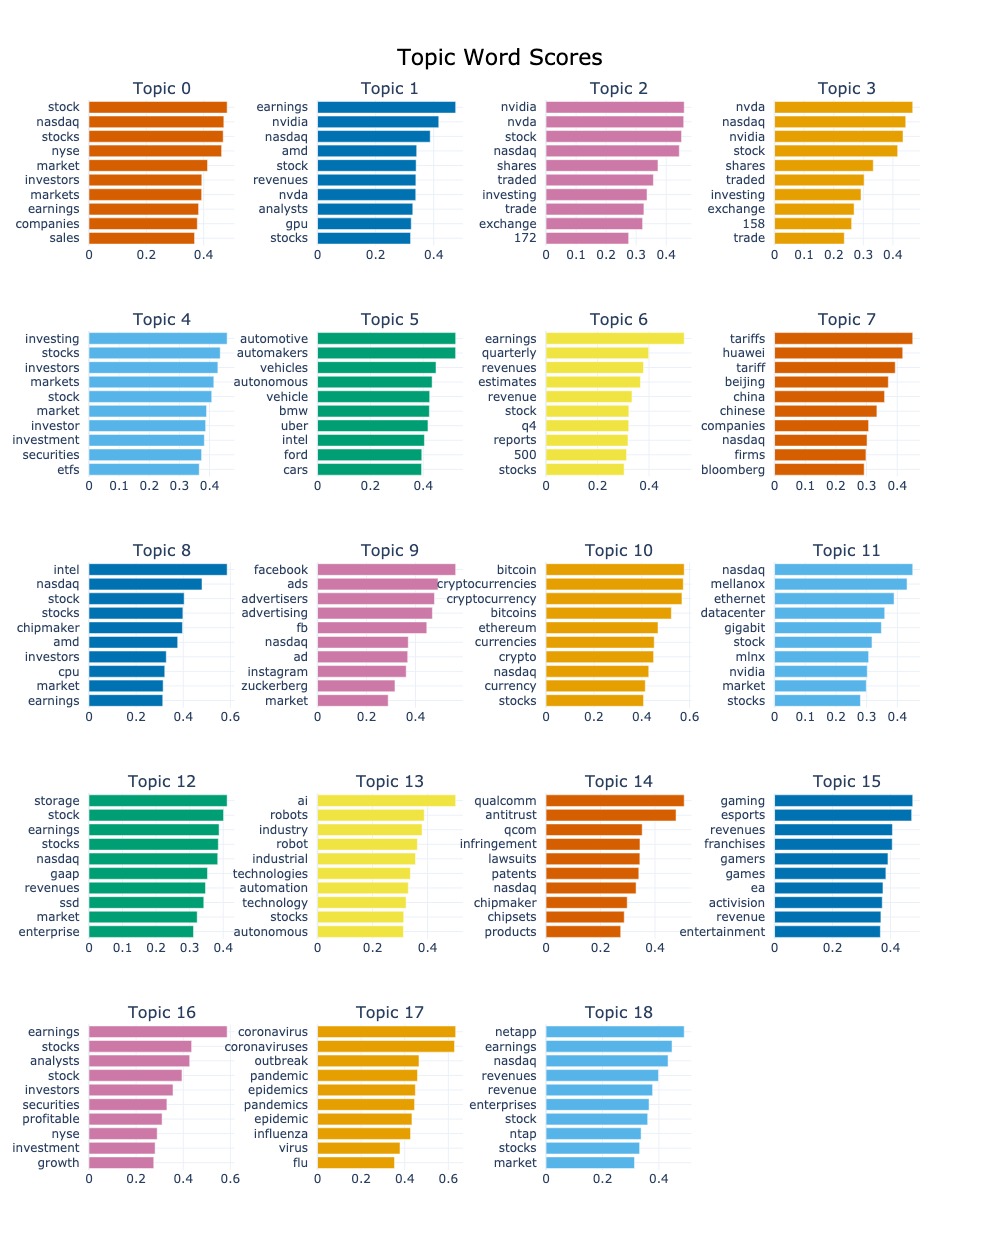 Topic Word Scores
Topic 0
stock
nasdaq
stocks
nyse
market
investors
markets
earnings
companies
sales
0 0.2 0.4
Topic 1
earnings
nvidia
nasdaq
amd
stock
revenues
nvda
analysts
gpu
stocks
0 0.2 0.4
Topic 2
nvidia
nvda
stock
nasdaq
shares
traded
investing
trade
exchange
172
0 0.1 0.2 0.3 0.4
Topic 3
nvda
nasdaq
nvidia
stock
shares
traded
investing
exchange
158
trade
0 0.1 0.2 0.3 0.4
Topic 4
investing
stocks
investors
markets
stock
market
investor
investment
securities
etfs
0 0.1 0.2 0.3 0.4
Topic 5
automotive
automakers
vehicles
autonomous
vehicle
bmw
uber
intel
ford
cars
0 0.2 0.4
Topic 6
earnings
quarterly
revenues
estimates
revenue
stock
q4
reports
500
stocks
0 0.2 0.4
Topic 7
tariffs
huawei
tariff
beijing
china
chinese
companies
nasdaq
firms
bloomberg
0 0.1 0.2 0.3 0.4
Topic 8
intel
nasdaq
stock
stocks
chipmaker
amd
investors
cpu
market
earnings
0 0.2 0.4 0.6
Topic 9
facebook
ads
advertisers
advertising
fb
nasdaq
ad
instagram
zuckerberg
market
0 0.2 0.4
Topic 10
bitcoin
cryptocurrencies
cryptocurrency
bitcoins
ethereum
currencies
crypto
nasdaq
currency
stocks
0 0.2 0.4 0.6
Topic 11
nasdaq
mellanox
ethernet
datacenter
gigabit
stock
mlnx
nvidia
market
stocks
0 0.1 0.2 0.3 0.4
Topic 12
storage
stock
earnings
stocks
nasdaq
gaap
revenues
ssd
market
enterprise
0 0.1 0.2 0.3 0.4
Topic 13
ai
robots
industry
robot
industrial
technologies
automation
technology
stocks
autonomous
0 0.2 0.4
Topic 14
qualcomm
antitrust
qcom
infringement
lawsuits
patents
nasdaq
chipmaker
chipsets
products
0 0.2 0.4
Topic 15
gaming
esports
revenues
franchises
gamers
games
ea
activision
revenue
entertainment
0 0.2 0.4
Topic 16
earnings
stocks
analysts
stock
investors
securities
profitable
nyse
investment
growth
0 0.2 0.4 0.6
Topic 17
coronavirus
coronaviruses
outbreak
pandemic
epidemics
pandemics
epidemic
influenza
virus
flu
0 0.2 0.4 0.6
Topic 18
netapp
earnings
nasdaq
revenues
revenue
enterprises
stock
ntap
stocks
market
0 0.2 0.4